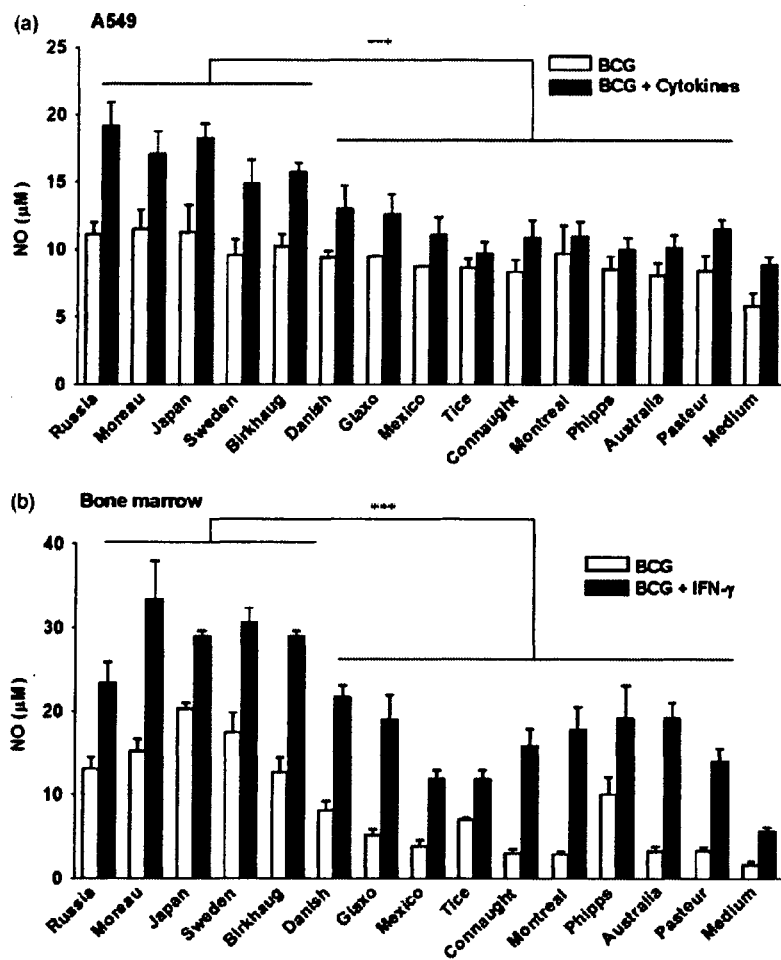 (a) A549
***
BCG
BCG + Cytokines
25
20
15
10
5
0
NO (μM)
Russia
Moreau
Japan
Sweden
Birkhaug
Danish
Glaxo
Mexico
Tice
Connaught
Montreal
Phipps
Australia
Pasteur
Medium
(b) Bone marrow
***
BCG
BCG + IFN-γ
40
30
20
10
0
NO (μM)
Russia
Moreau
Japan
Sweden
Birkhaug
Danish
Glaxo
Mexico
Tice
Connaught
Montreal
Phipps
Australia
Pasteur
Medium